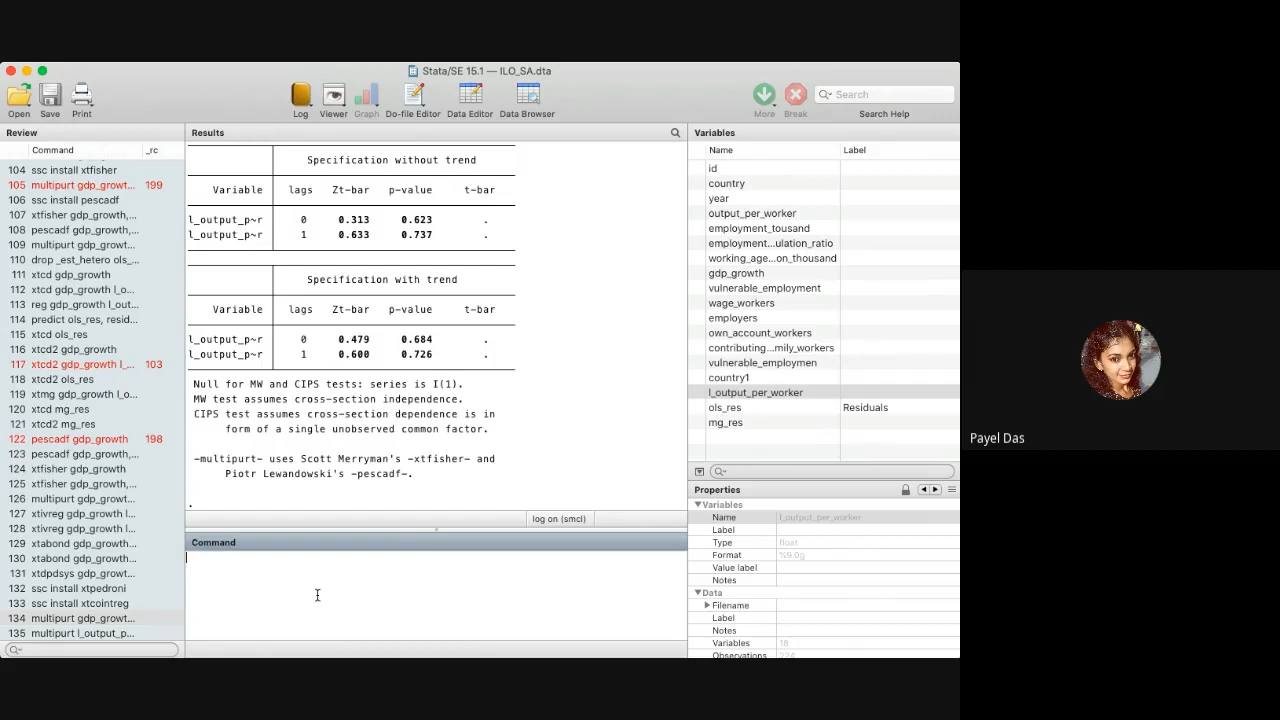 Stata/SE 15.1 — ILO_SA.dta
Open Save Print Log Viewer Graph Do-file Editor Data Editor Data Browser More Break Search
Search Help
Review
Command _rc
104 ssc install xtfisher
105 multipurt gdp_growt... 199
106 ssc install pescadf
107 xtfisher gdp_growth,...
108 pescadf gdp_growth,...
109 multipurt gdp_growt...
110 drop _est_hetero ols_...
111 xtcd gdp_growth
112 xtcd gdp_growth l_o...
113 reg gdp_growth l_out...
114 predict ols_res, resid...
115 xtcd ols_res
116 xtcd2 gdp_growth
117 xtcd2 gdp_growth l_... 103
118 xtcd2 ols_res
119 xtmg gdp_growth l_o...
120 xtcd mg_res
121 xtcd2 mg_res
122 pescadf gdp_growth 198
123 pescadf gdp_growth,...
124 xtfisher gdp_growth
125 xtfisher gdp_growth,...
126 multipurt gdp_growt...
127 xtivreg gdp_growth l...
128 xtivreg gdp_growth l...
129 xtabond gdp_growth...
130 xtabond gdp_growth...
131 xtdpdsys gdp_growt...
132 ssc install xtpedroni
133 ssc install xtcointreg
134 multipurt gdp_growt...
135 multipurt l_output_p...
Results
Specification without trend
Variable lags Zt-bar p-value t-bar
l_output_p~r 0 0.313 0.623 .
l_output_p~r 1 0.633 0.737 .
Specification with trend
Variable lags Zt-bar p-value t-bar
l_output_p~r 0 0.479 0.684 .
l_output_p~r 1 0.600 0.726 .
Null for MW and CIPS tests: series is I(1).
MW test assumes cross-section independence.
CIPS test assumes cross-section dependence is in
form of a single unobserved common factor.
-multipurt- uses Scott Merryman's -xtfisher- and
Piotr Lewandowski's -pescadf-.
.
log on (smcl)
Command
Variables
Name Label
id
country
year
output_per_worker
employment_tousand
employment...ulation_ratio
working_age...on_thousand
gdp_growth
vulnerable_employment
wage_workers
employers
own_account_workers
contributing...mily_workers
vulnerable_employmen
country1
l_output_per_worker
ols_res Residuals
mg_res
Properties
Variables
Name l_output_per_worker
Label
Type float
Format %9.0g
Value label
Notes
Data
Filename
Label
Notes
Variables 18
Observations 224
Payel Das